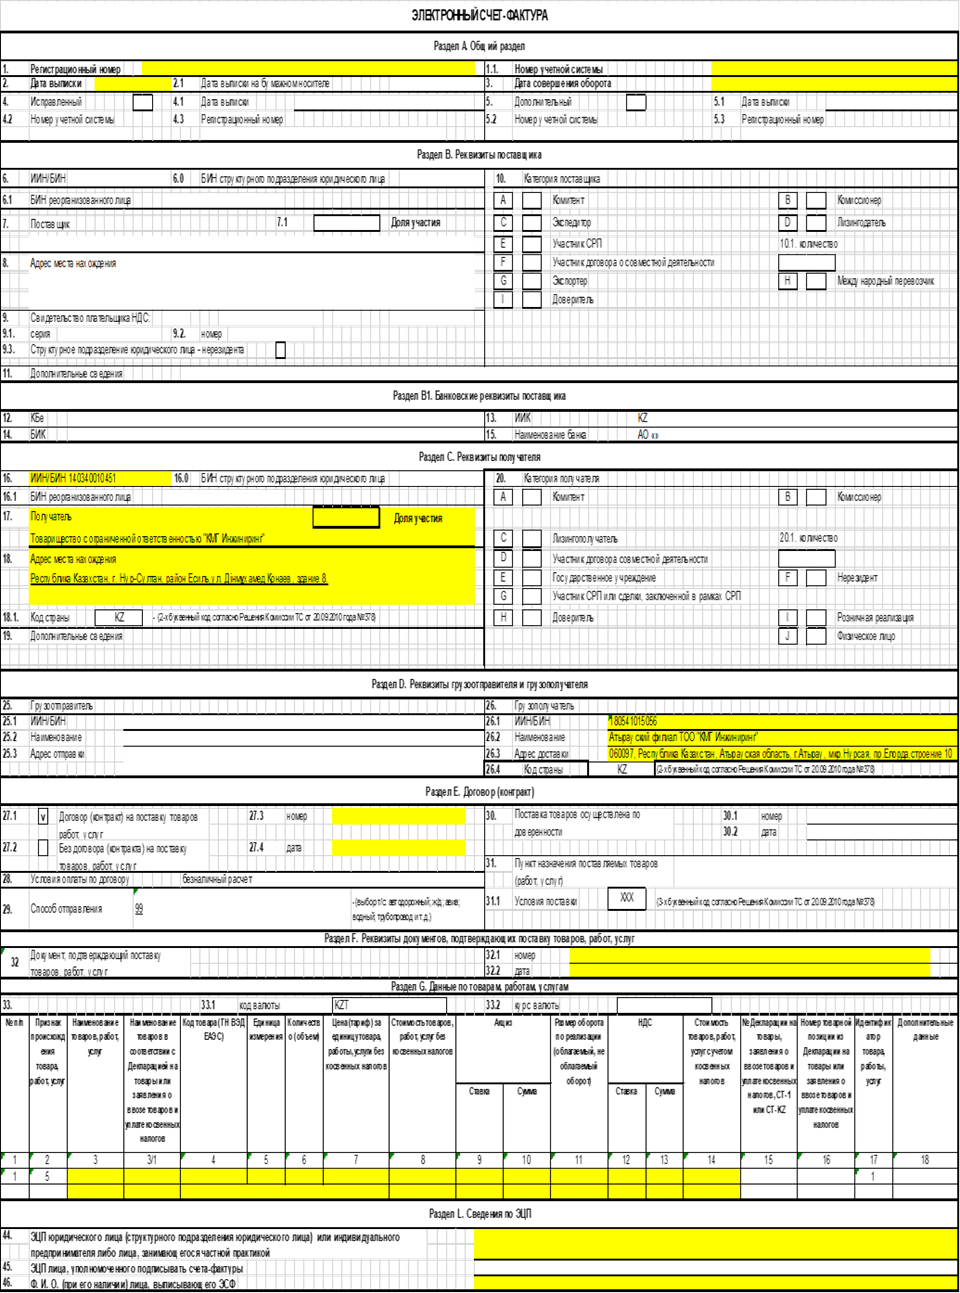 ЭЛЕКТРОННЫЙ СЧЕТ-ФАКТУРА
Раздел А. Общий раздел
1. Регистрационный номер 1.1. Номер учетной системы
2. Дата выписки 2.1 Дата выписки на бумажном носителе 3. Дата совершения оборота
4. Исправленный 4.1 Дата выписки 5. Дополнительный 5.1 Дата выписки
4.2 Номер учетной системы 4.3 Регистрационный номер 5.2 Номер учетной системы 5.3 Регистрационный номер
Раздел В. Реквизиты поставщика
6. ИИН/БИН 6.0 БИН структурного подразделения юридического лица 10. Категория поставщика
6.1 БИН реорганизованного лица A Комитент B Комиссионер
7. Поставщик 7.1 Доля участия C Экспедитор D Лизингодатель
E Участник СРП 10.1. количество
8. Адрес места нахождения F Участник договора о совместной деятельности
G Экспортер H Международный перевозчик
I Доверитель
9. Свидетельство плательщика НДС:
9.1. серия 9.2. номер
9.3. Структурное подразделение юридического лица - нерезидента
11. Дополнительные сведения
Раздел В1. Банковские реквизиты поставщика
12. КБе 13. ИИК KZ
14. БИК 15. Наименование банка АО «»
Раздел С. Реквизиты получателя
16. ИИН/БИН 140340010451 16.0 БИН структурного подразделения юридического лица 20. Категория получателя
16.1 БИН реорганизованного лица A Комитент B Комиссионер
17. Получатель Доля участия
Товарищество с ограниченной ответственностью "КМГ Инжиниринг" C Лизингополучатель 20.1. количество
18. Адрес места нахождения D Участник договора совместной деятельности
Республика Казахстан, г. Нур-Султан, район Есиль, ул. Дінмұхамед Қонаев, здание 8. E Государственное учреждение F Нерезидент
G Участник СРП или сделки, заключенной в рамках СРП
18.1. Код страны KZ - (2-х буквенный код согласно Решения Комиссии ТС от 20.09.2010 года №378) H Доверитель I Розничная реализация
19. Дополнительные сведения J Физическое лицо
Раздел D. Реквизиты грузоотправителя и грузополучателя
25. Грузоотправитель 26. Грузополучатель
25.1 ИИН/БИН 26.1 ИИН/БИН 180541015056
25.2 Наименование 26.2 Наименование Атырауский филиал ТОО "КМГ Инжиниринг"
25.3 Адрес отправки 26.3 Адрес доставки 060097, Республика Казахстан, Атырауская область, г.Атырау, мкр.Нурсая, пр.Елорда,строение 10
26.4 Код страны KZ (2-х буквенный код согласно Решения Комиссии ТС от 20.09.2010 года №378)
Раздел Е. Договор (контракт)
27.1 v Договор (контракт) на поставку товаров 27.3 номер 30. Поставка товаров осуществлена по 30.1 номер
работ, услуг доверенности 30.2 дата
27.2 Без договора (контракта) на поставку 27.4 дата
товаров, работ, услуг 31. Пункт назначения поставляемых товаров
28. Условия оплаты по договору безналичный расчет (работ, услуг)
29. Способ отправления 99 - (выбор т/с: автодорожный; ж/д; авиа; 31.1 Условия поставки XXX (3-х буквенный код согласно Решения Комиссии ТС от 20.09.2010 года №378)
водный; трубопровод и т.д.)
Раздел F. Реквизиты документов, подтверждающих поставку товаров, работ, услуг
32 Документ, подтверждающий поставку 32.1 номер
товаров, работ, услуг 32.2 дата
Раздел G. Данные по товарам, работам, услугам
33. 33.1 код валюты KZT 33.2 курс валюты
№ п/п
Признак происхождения товара, работ, услуг
Наименование товаров, работ, услуг
Наименование товаров в соответствии с Декларацией на товары или заявления о ввозе товаров и уплате косвенных налогов
Код товара (ТН ВЭД ЕАЭС)
Единица измерения
Количество (объем)
Цена (тариф) за единицу товара, работы, услуги без косвенных налогов
Стоимость товаров, работ, услуг без косвенных налогов
Акциз
Ставка Сумма
Размер оборота по реализации (облагаемый, не облагаемый оборот)
НДС
Ставка Сумма
Стоимость товаров, работ, услуг с учетом косвенных налогов
№ Декларации на товары, заявления о ввозе товаров и уплате косвенных налогов, СТ-1 или СТ-KZ
Номер товарной позиции из Декларации на товары или заявления о ввозе товаров и уплате косвенных налогов
Идентификатор товара, работы, услуг
Дополнительные данные
1 2 3 3/1 4 5 6 7 8 9 10 11 12 13 14 15 16 17 18
1 5 1
Раздел L. Сведения по ЭЦП
44. ЭЦП юридического лица (структурного подразделения юридического лица) или индивидуального
предпринимателя либо лица, занимающегося частной практикой
45. ЭЦП лица, уполномоченного подписывать счета-фактуры
46. Ф. И. О. (при его наличии) лица, выписывающего ЭСФ